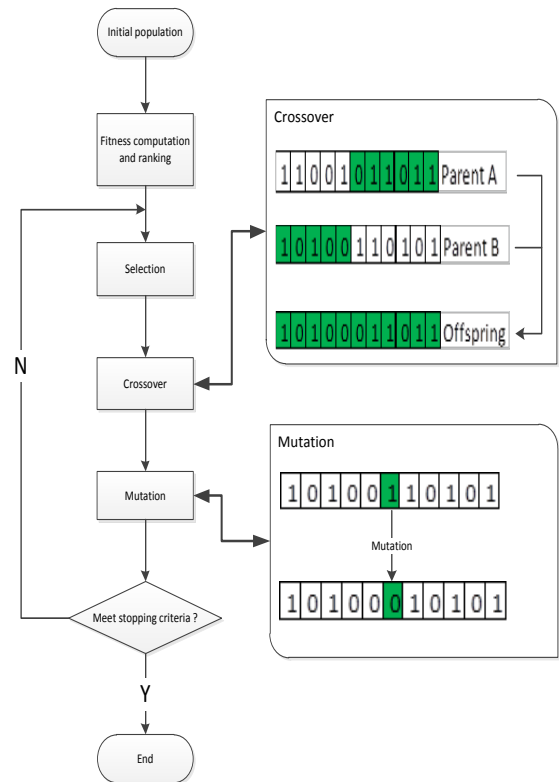 Initial population
Fitness computation
and ranking
Selection
Crossover
Mutation
Meet stopping criteria ?
N
Y
End
Crossover
1 1 0 0 1 0 1 1 0 1 1 Parent A
1 0 1 0 0 1 1 0 1 0 1 Parent B
1 0 1 0 0 0 1 1 0 1 1 Offspring
Mutation
1 0 1 0 0 1 1 0 1 0 1
Mutation
1 0 1 0 0 0 1 0 1 0 1